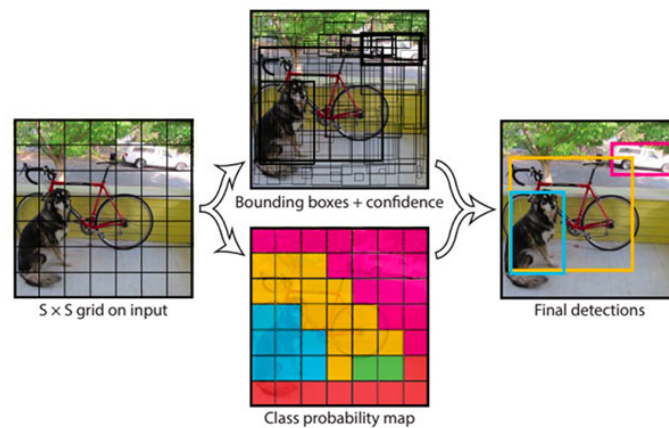 Bounding boxes + confidence
S × S grid on input
Final detections
Class probability map